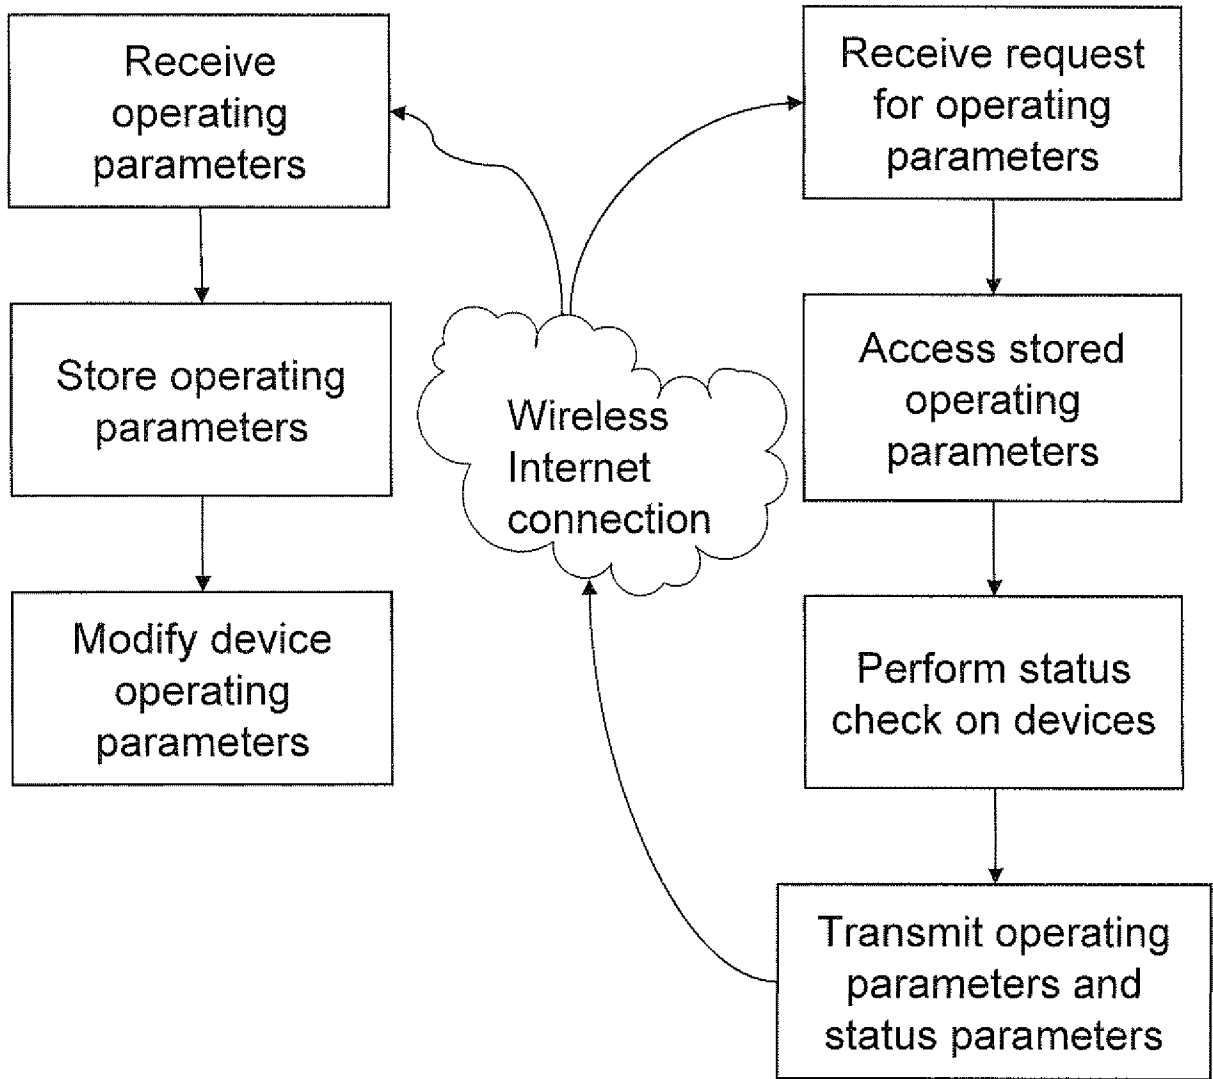 Receive
operating
parameters
Store operating
parameters
Modify device
operating
parameters
Wireless
Internet
connection
Receive request
for operating
parameters
Access stored
operating
parameters
Perform status
check on devices
Transmit operating
parameters and
status parameters